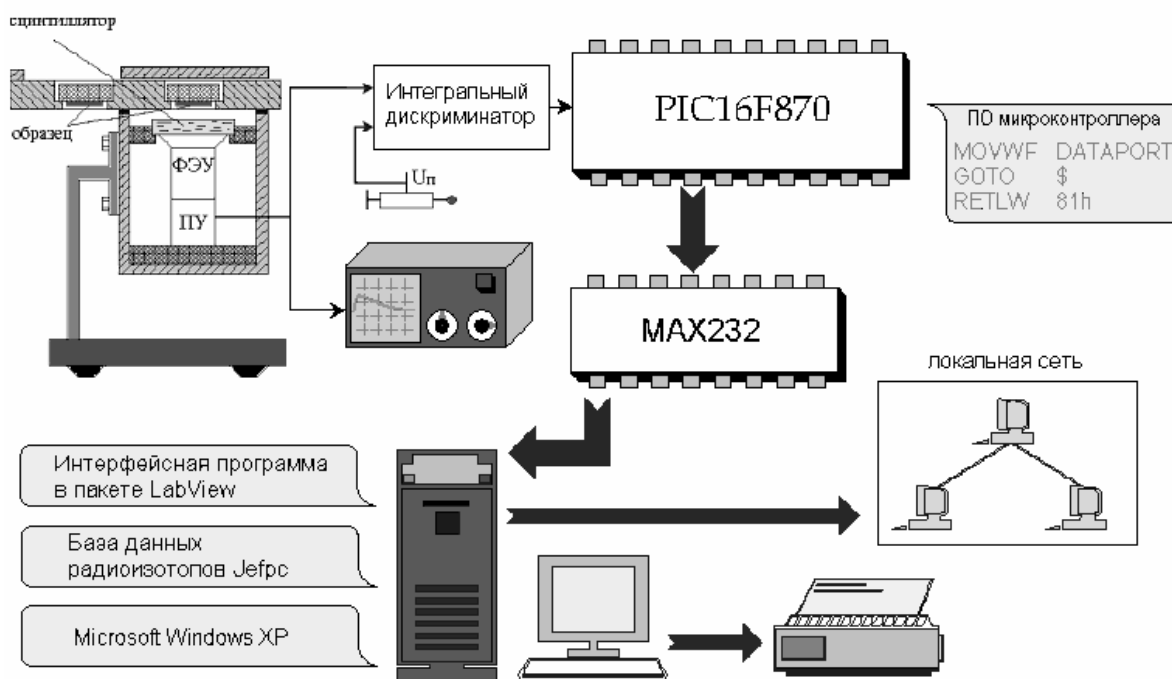 сцинтиллятор
образец
ФЭУ
ПУ
Интегральный
дискриминатор
Uп
PIC16F870
ПО микроконтроллера
MOVWF DATAPORT
GOTO $
RETLW 81h
MAX232
локальная сеть
Интерфейсная программа
в пакете LabView
База данных
радиоизотопов Jefpc
Microsoft Windows XP